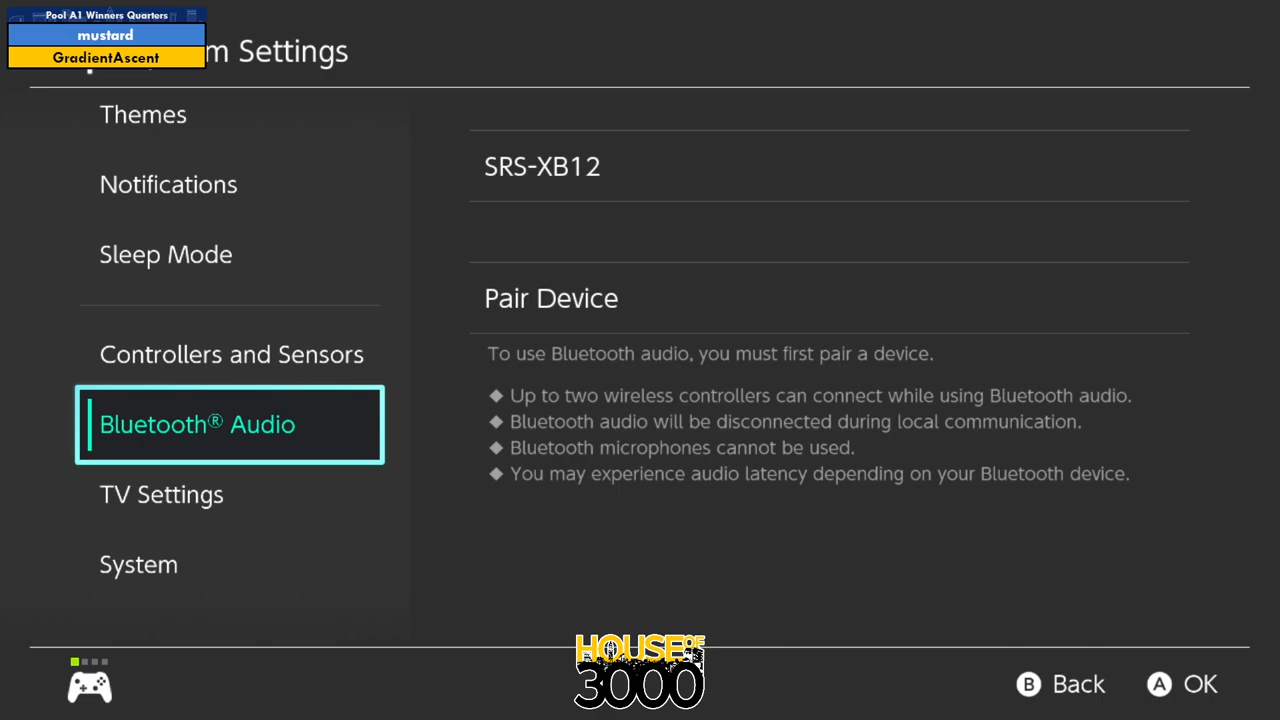 Pool A1 Winners Quarters
mustard
GradientAscent
m Settings
Themes
Notifications
Sleep Mode
Controllers and Sensors
Bluetooth® Audio
TV Settings
System
SRS-XB12
Pair Device
To use Bluetooth audio, you must first pair a device.
◆ Up to two wireless controllers can connect while using Bluetooth audio.
◆ Bluetooth audio will be disconnected during local communication.
◆ Bluetooth microphones cannot be used.
◆ You may experience audio latency depending on your Bluetooth device.
HOUSE OF
3000
B Back
A OK